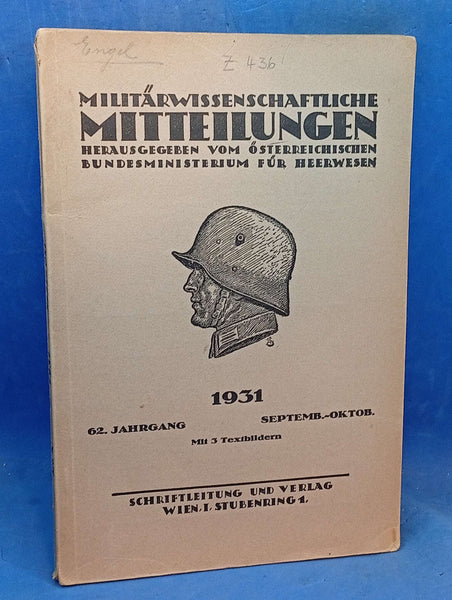 Engel
Z 436
MILITÄRWISSENSCHAFTLICHE
MITTEILUNGEN
HERAUSGEGEBEN VOM ÖSTERREICHISCHEN
BUNDESMINISTERIUM FÜR HEERWESEN
1931
62. JAHRGANG SEPTEMB.-OKTOB.
Mit 3 Textbildern
SCHRIFTLEITUNG UND VERLAG
WIEN, I, STUBENRING 1.